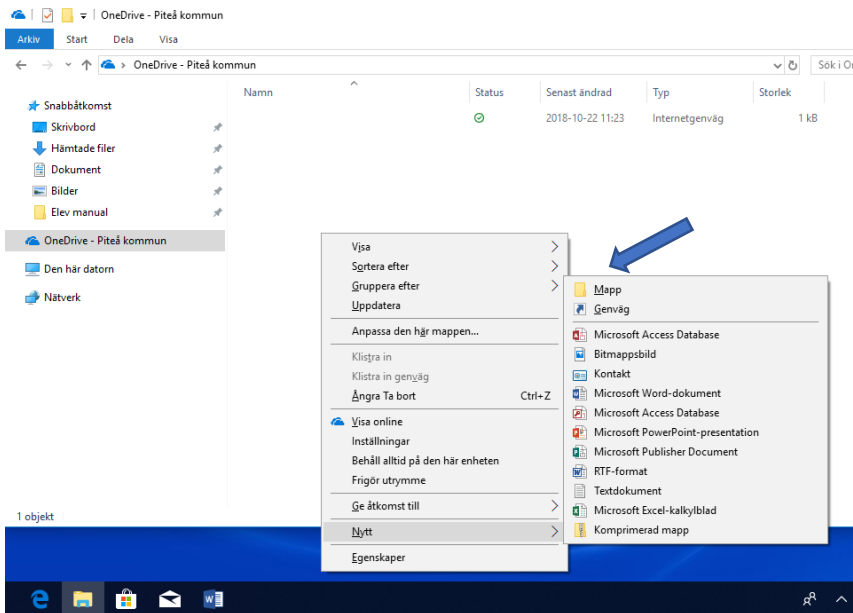 OneDrive - Piteå kommun
Arkiv Start Dela Visa
OneDrive - Piteå kommun Sök i On
Namn Status Senast ändrad Typ Storlek
2018-10-22 11:23 Internetgenväg 1 kB
Snabbåtkomst
Skrivbord
Hämtade filer
Dokument
Bilder
Elev manual
OneDrive - Piteå kommun
Den här datorn
Nätverk
Visa
Sortera efter
Gruppera efter
Uppdatera
Anpassa den här mappen...
Klistra in
Klistra in genväg
Ångra Ta bort Ctrl+Z
Visa online
Inställningar
Behåll alltid på den här enheten
Frigör utrymme
Ge åtkomst till
Nytt
Egenskaper
Mapp
Genväg
Microsoft Access Database
Bitmappsbild
Kontakt
Microsoft Word-dokument
Microsoft Access Database
Microsoft PowerPoint-presentation
Microsoft Publisher Document
RTF-format
Textdokument
Microsoft Excel-kalkylblad
Komprimerad mapp
1 objekt